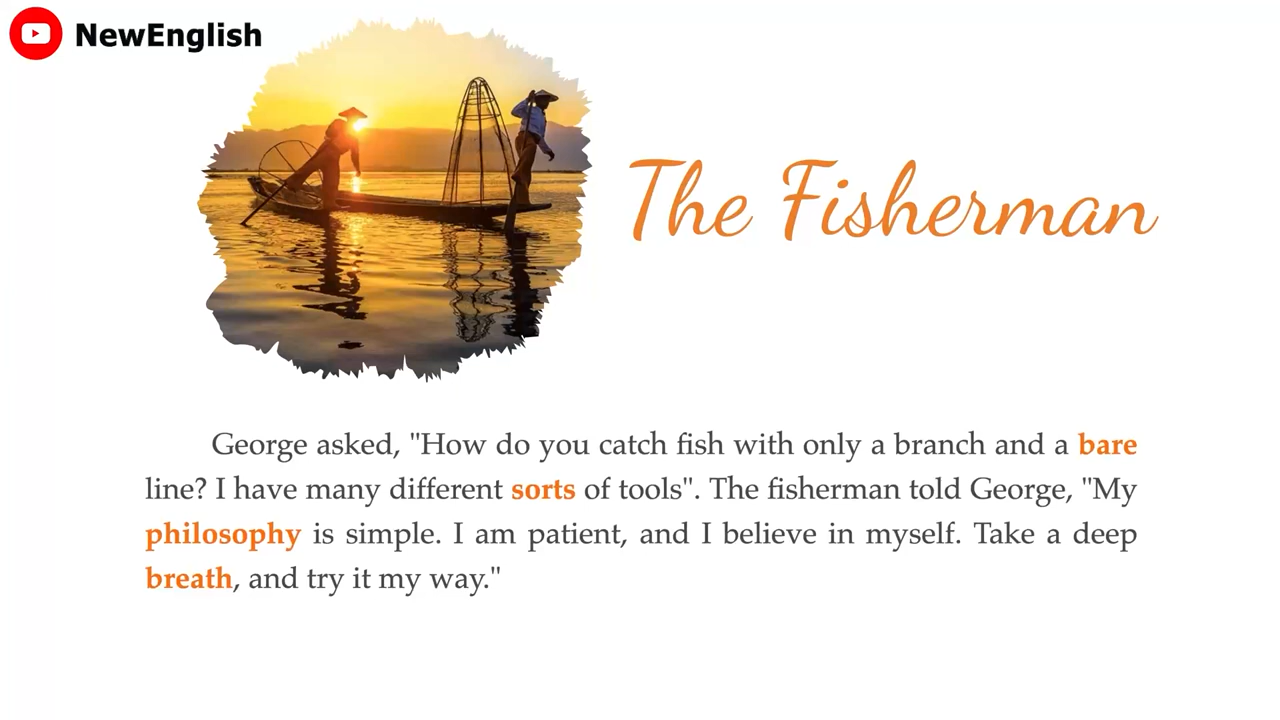 NewEnglish
The Fisherman
George asked, "How do you catch fish with only a branch and a bare
line? I have many different sorts of tools". The fisherman told George, "My
philosophy is simple. I am patient, and I believe in myself. Take a deep
breath, and try it my way."